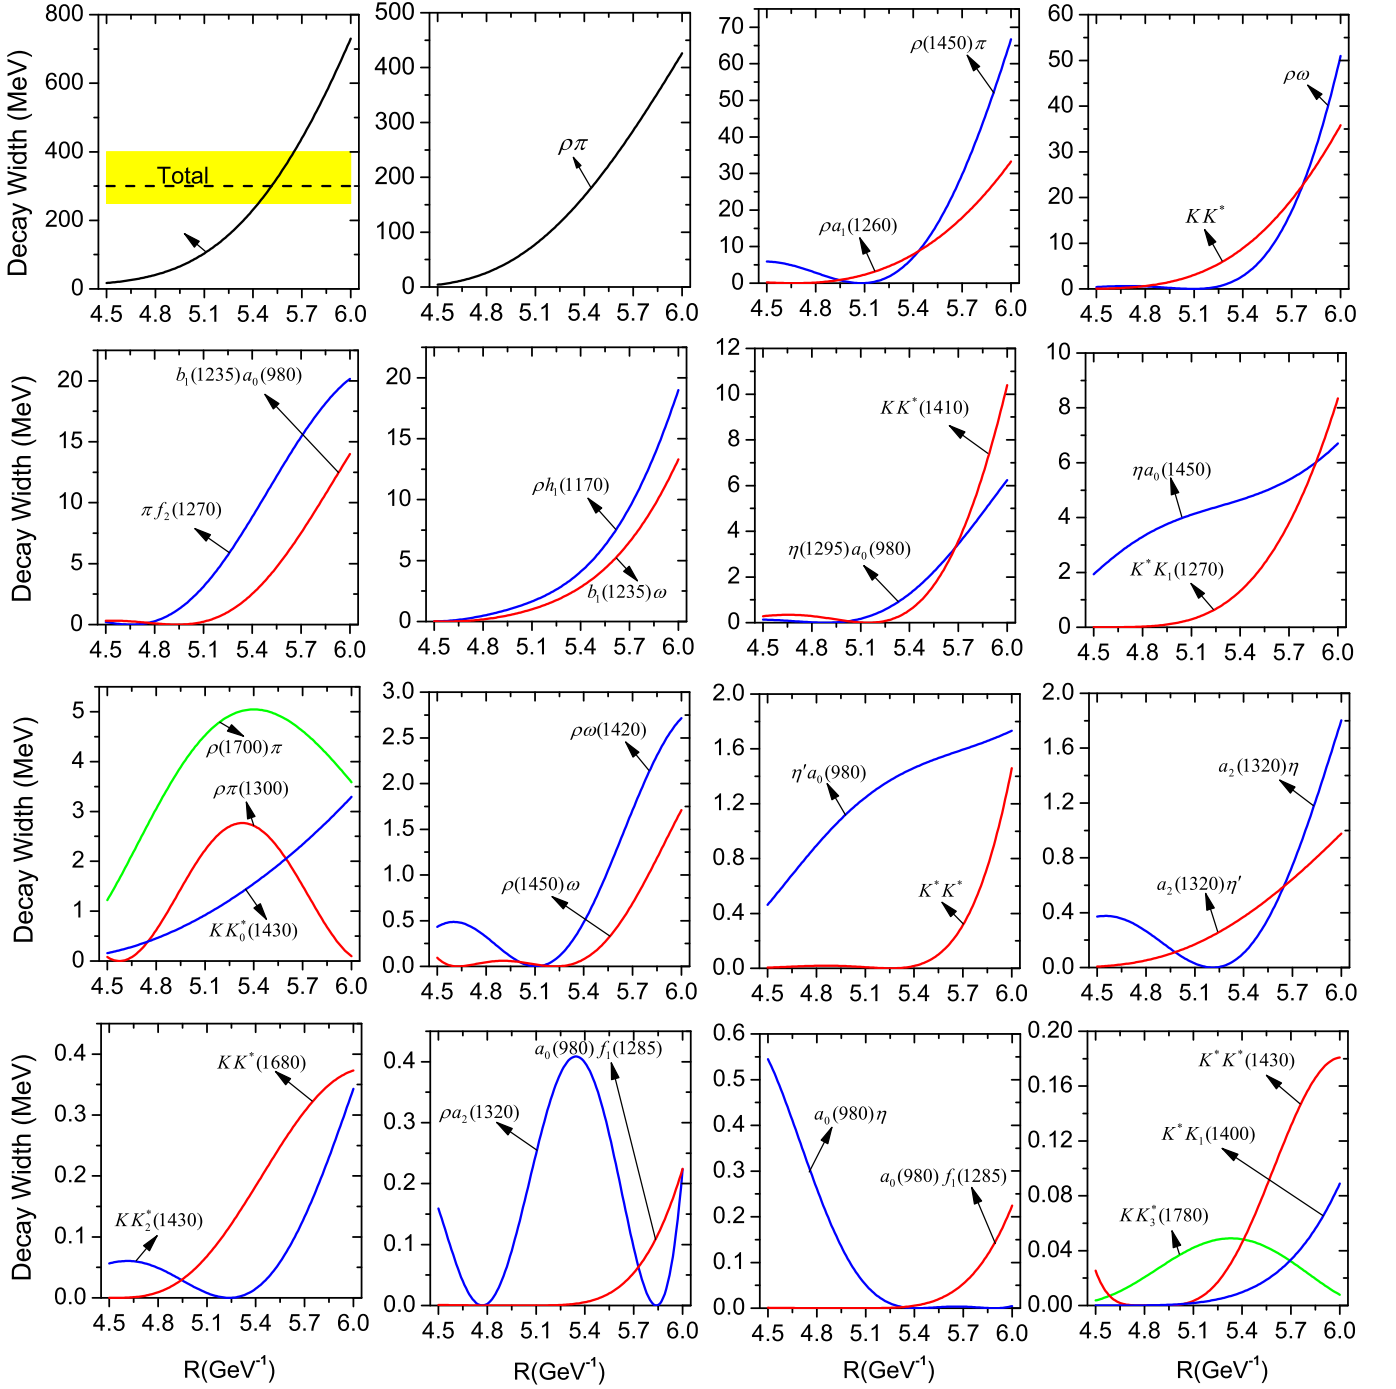 Decay Width (MeV)
800
600
400
200
0
Total
4.5 4.8 5.1 5.4 5.7 6.0
500
400
300
200
100
0
ρπ
4.5 4.8 5.1 5.4 5.7 6.0
70
60
50
40
30
20
10
0
ρ(1450)π
ρa₁(1260)
4.5 4.8 5.1 5.4 5.7 6.0
60
50
40
30
20
10
0
ρω
KK*
4.5 4.8 5.1 5.4 5.7 6.0
Decay Width (MeV)
20
15
10
5
0
b₁(1235)a₀(980)
πf₂(1270)
4.5 4.8 5.1 5.4 5.7 6.0
20
15
10
5
0
ρh₁(1170)
b₁(1235)ω
4.5 4.8 5.1 5.4 5.7 6.0
12
10
8
6
4
2
0
KK*(1410)
η(1295)a₀(980)
4.5 4.8 5.1 5.4 5.7 6.0
10
8
6
4
2
0
ηa₀(1450)
K*K₁(1270)
4.5 4.8 5.1 5.4 5.7 6.0
Decay Width (MeV)
5
4
3
2
1
0
ρ(1700)π
ρπ(1300)
KK₀*(1430)
4.5 4.8 5.1 5.4 5.7 6.0
3.0
2.5
2.0
1.5
1.0
0.5
0.0
ρω(1420)
ρ(1450)ω
4.5 4.8 5.1 5.4 5.7 6.0
2.0
1.6
1.2
0.8
0.4
0.0
η′a₀(980)
K*K*
4.5 4.8 5.1 5.4 5.7 6.0
2.0
1.6
1.2
0.8
0.4
0.0
a₂(1320)η
a₂(1320)η′
4.5 4.8 5.1 5.4 5.7 6.0
Decay Width (MeV)
0.4
0.3
0.2
0.1
0.0
KK*(1680)
KK₂*(1430)
4.5 4.8 5.1 5.4 5.7 6.0
R(GeV⁻¹)
0.4
0.3
0.2
0.1
0.0
a₀(980)f₁(1285)
ρa₂(1320)
4.5 4.8 5.1 5.4 5.7 6.0
R(GeV⁻¹)
0.6
0.5
0.4
0.3
0.2
0.1
0.0
a₀(980)η
a₀(980)f₁(1285)
4.5 4.8 5.1 5.4 5.7 6.0
R(GeV⁻¹)
0.20
0.16
0.12
0.08
0.04
0.00
K*K*(1430)
K*K₁(1400)
KK₃*(1780)
4.5 4.8 5.1 5.4 5.7 6.0
R(GeV⁻¹)